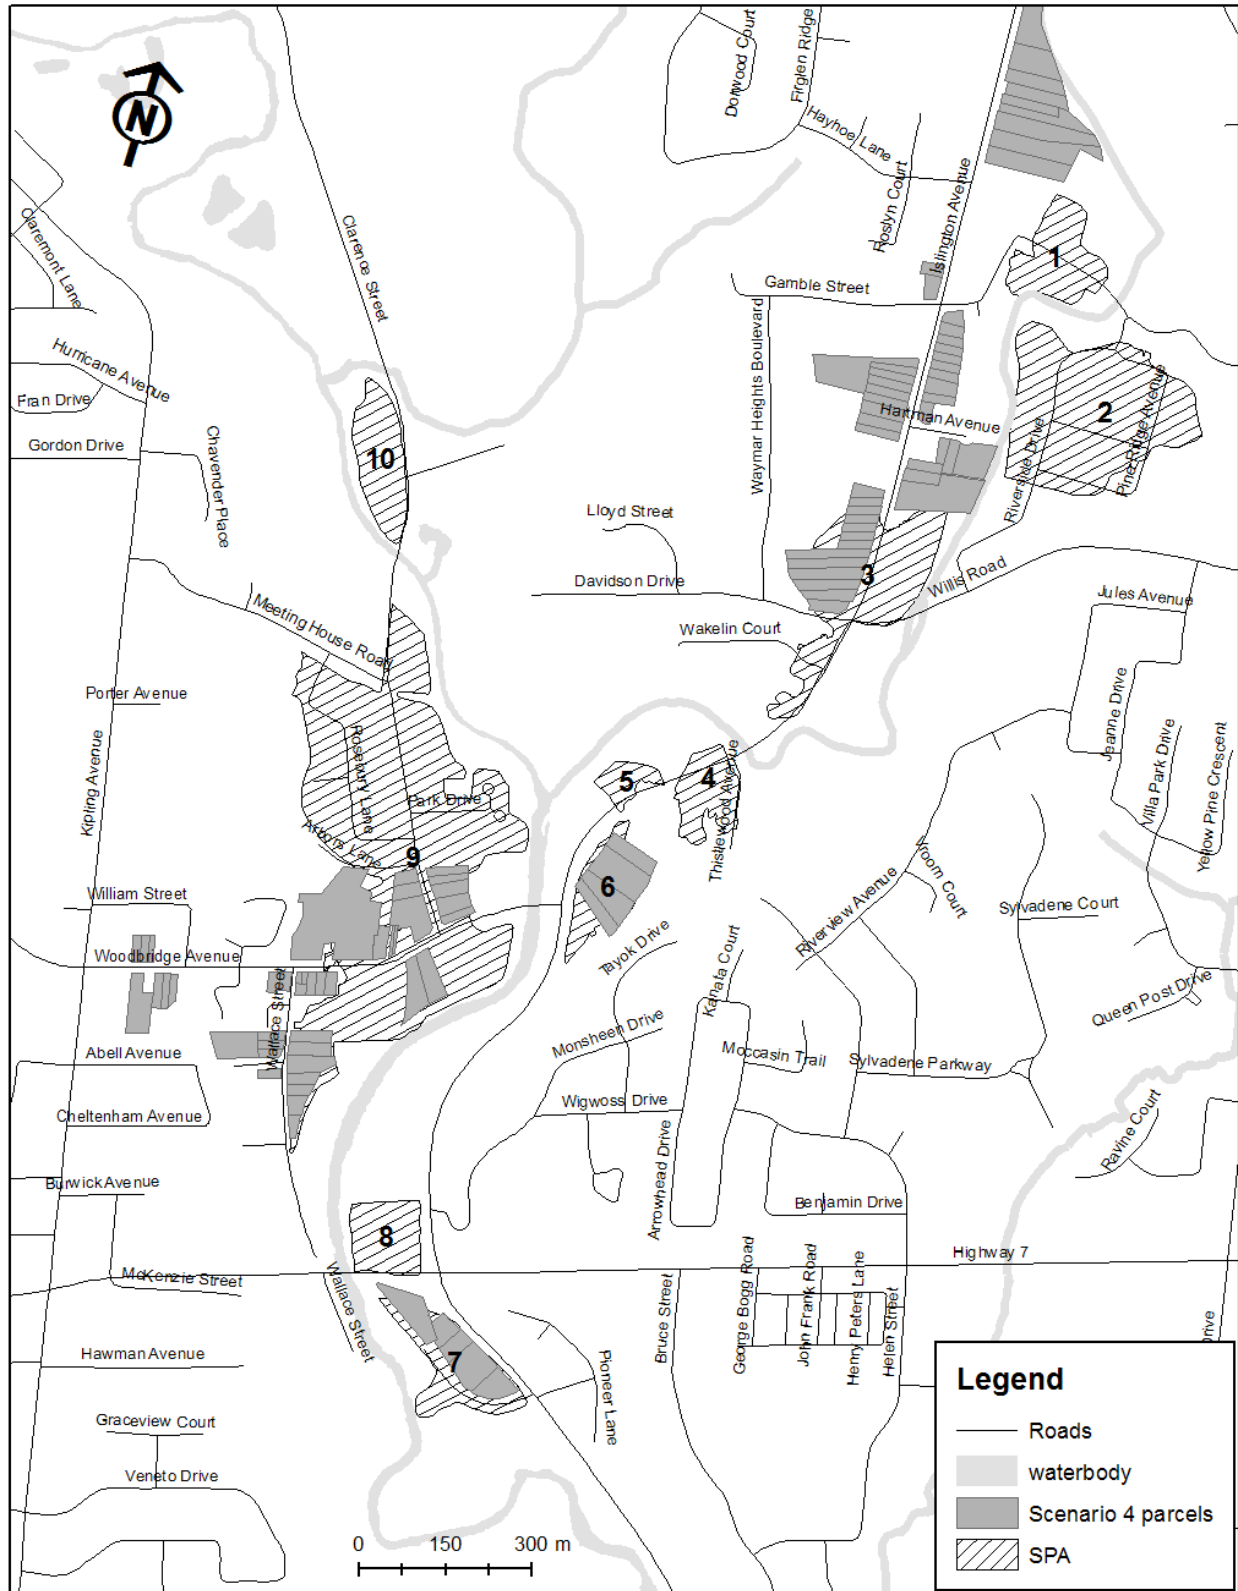 Dorwood Court
Firglen Ridge
N
Hayhoe Lane
Roslyn Court
Islington Avenue
Claremont Lane
Clarence Street
1
Gamble Street
Waymar Heights Boulevard
Hurricane Avenue
Fran Drive
Gordon Drive
Chavender Place
10
Hartman Avenue
2
Pine Ridge Avenue
Riverside Drive
Lloyd Street
Davidson Drive
3
Willis Road
Jules Avenue
Meeting House Road
Wakelin Court
Porter Avenue
Jeanne Drive
Kipling Avenue
Rosebury Lane
Park Drive
5
4
Thistlewood Avenue
Villa Park Drive
Yellow Pine Crescent
Arbors Lane
9
6
William Street
Vroom Court
Riverview Avenue
Sylvadene Court
Woodbridge Avenue
Tayok Drive
Kanata Court
Queen Post Drive
Wallace Street
Abell Avenue
Monsheen Drive
Moccasin Trail
Sylvadene Parkway
Cheltenham Avenue
Wigwoss Drive
Arrowhead Drive
Ravine Court
Burwick Avenue
Benjamin Drive
8
Highway 7
McKenzie Street
Wallace Street
Bruce Street
George Bogg Road
John Frank Road
Henry Peters Lane
Helen Street
Drive
Hawman Avenue
7
Pioneer Lane
Graceview Court
Veneto Drive
0 150 300 m
Legend
Roads
waterbody
Scenario 4 parcels
SPA